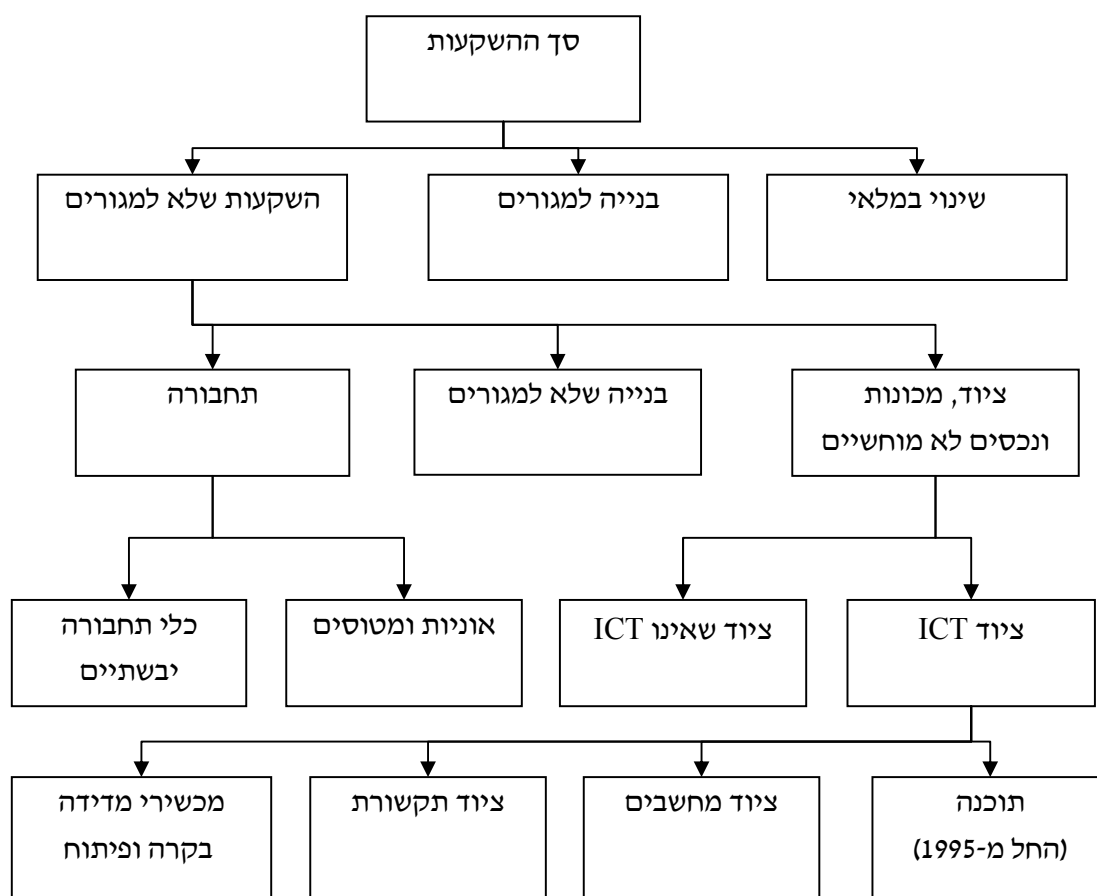 סך ההשקעות
שינוי במלאי
בנייה למגורים
השקעות שלא למגורים
ציוד, מכונות
ונכסים לא מוחשיים
בנייה שלא למגורים
תחבורה
ציוד ICT
ציוד שאינו ICT
אוניות ומטוסים
כלי תחבורה
יבשתיים
תוכנה
(החל מ-1995)
ציוד מחשבים
ציוד תקשורת
מכשירי מדידה
בקרה ופיתוח